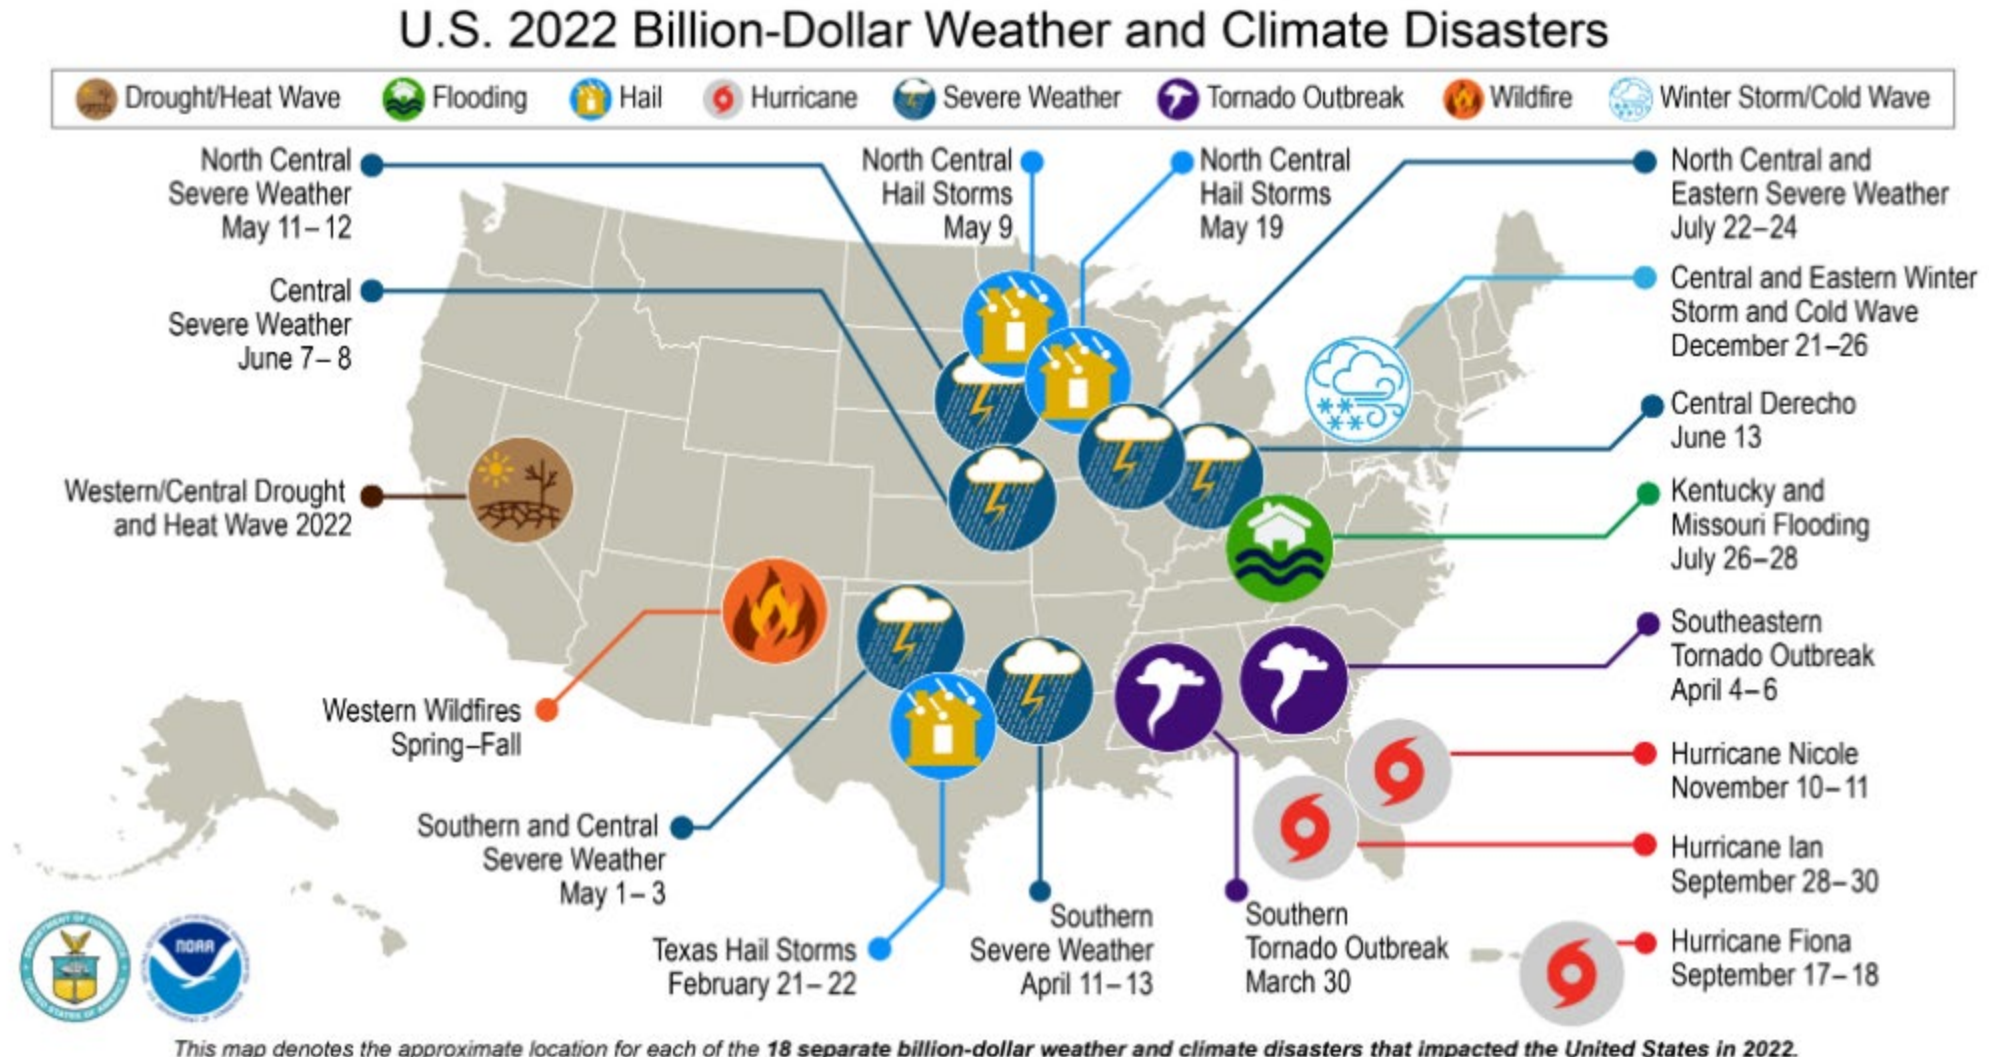 U.S. 2022 Billion-Dollar Weather and Climate Disasters
Drought/Heat Wave
Flooding
Hail
Hurricane
Severe Weather
Tornado Outbreak
Wildfire
Winter Storm/Cold Wave
North Central
Severe Weather
May 11–12
North Central
Hail Storms
May 9
North Central
Hail Storms
May 19
North Central and
Eastern Severe Weather
July 22–24
Central
Severe Weather
June 7–8
Central and Eastern Winter
Storm and Cold Wave
December 21–26
Central Derecho
June 13
Western/Central Drought
and Heat Wave 2022
Kentucky and
Missouri Flooding
July 26–28
Southeastern
Tornado Outbreak
April 4–6
Western Wildfires
Spring–Fall
Hurricane Nicole
November 10–11
Southern and Central
Severe Weather
May 1–3
Hurricane Ian
September 28–30
Texas Hail Storms
February 21–22
Southern
Severe Weather
April 11–13
Southern
Tornado Outbreak
March 30
Hurricane Fiona
September 17–18
DEPARTMENT OF COMMERCE
UNITED STATES OF AMERICA
NOAA
This map denotes the approximate location for each of the 18 separate billion-dollar weather and climate disasters that impacted the United States in 2022.